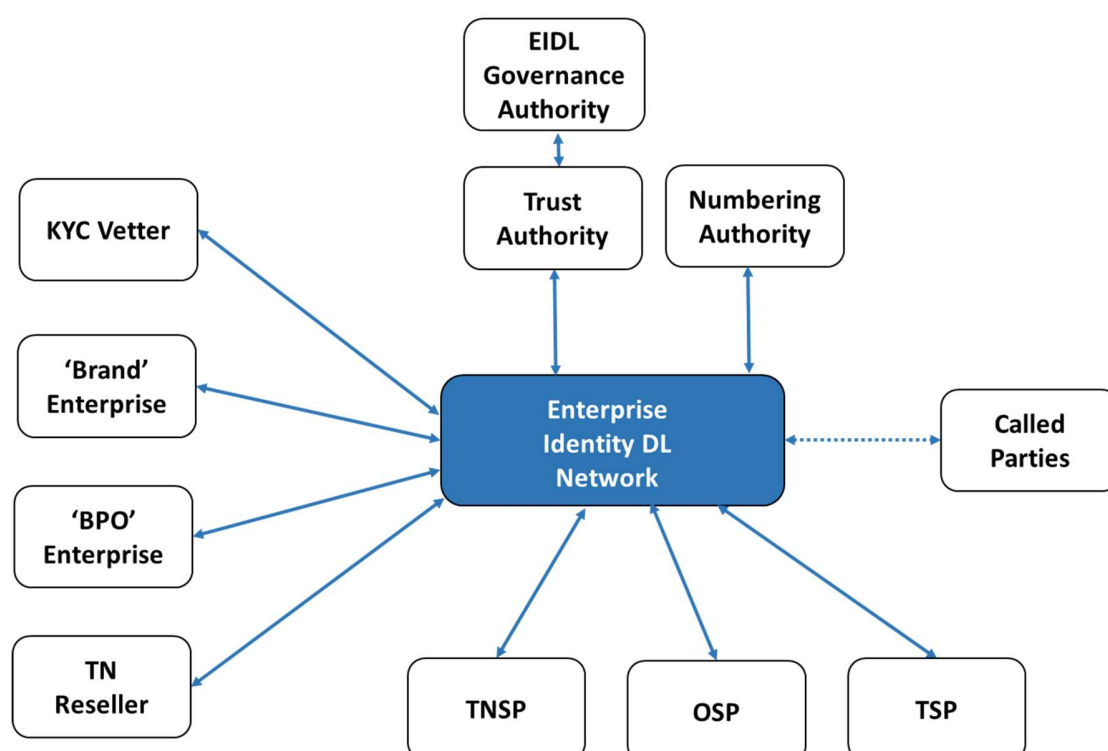 EIDL
Governance
Authority
Trust
Authority
Numbering
Authority
KYC Vetter
‘Brand’
Enterprise
‘BPO’
Enterprise
TN
Reseller
Enterprise
Identity DL
Network
Called
Parties
TNSP
OSP
TSP